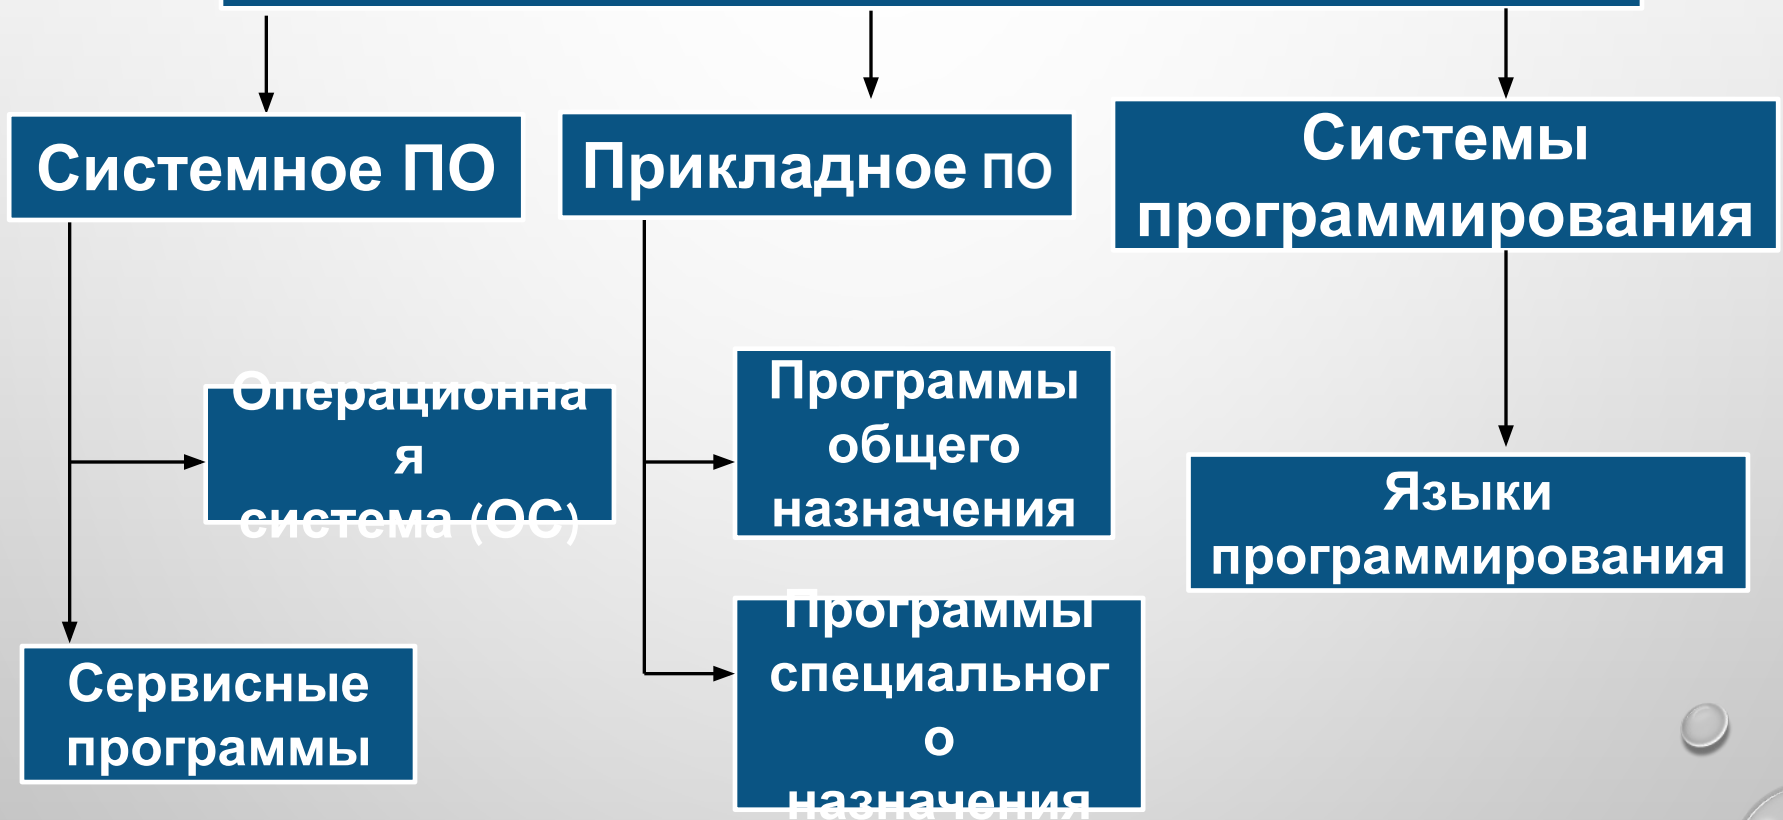 Системное ПО
Прикладное ПО
Системы
программирования
Операционна
я
система (ОС)
Программы
общего
назначения
Языки
программирования
Сервисные
программы
Программы
специальног
о
назначения